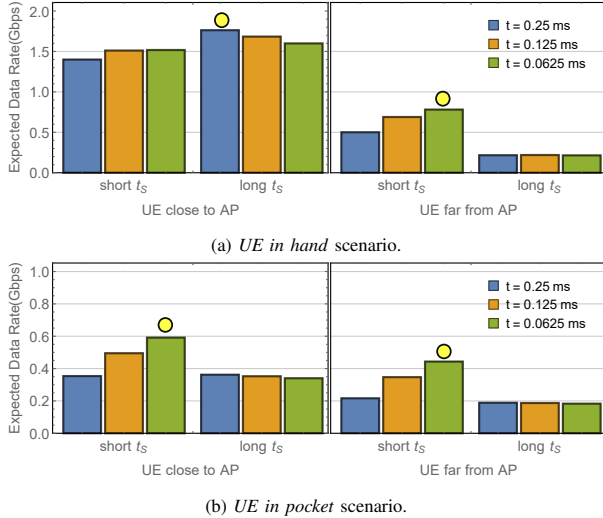 Expected Data Rate(Gbps)
2.0
1.5
1.0
0.5
0.0
t = 0.25 ms
t = 0.125 ms
t = 0.0625 ms
short tS
long tS
short tS
long tS
UE close to AP
UE far from AP
(a) UE in hand scenario.
Expected Data Rate(Gbps)
1.0
0.8
0.6
0.4
0.2
0.0
t = 0.25 ms
t = 0.125 ms
t = 0.0625 ms
short tS
long tS
short tS
long tS
UE close to AP
UE far from AP
(b) UE in pocket scenario.